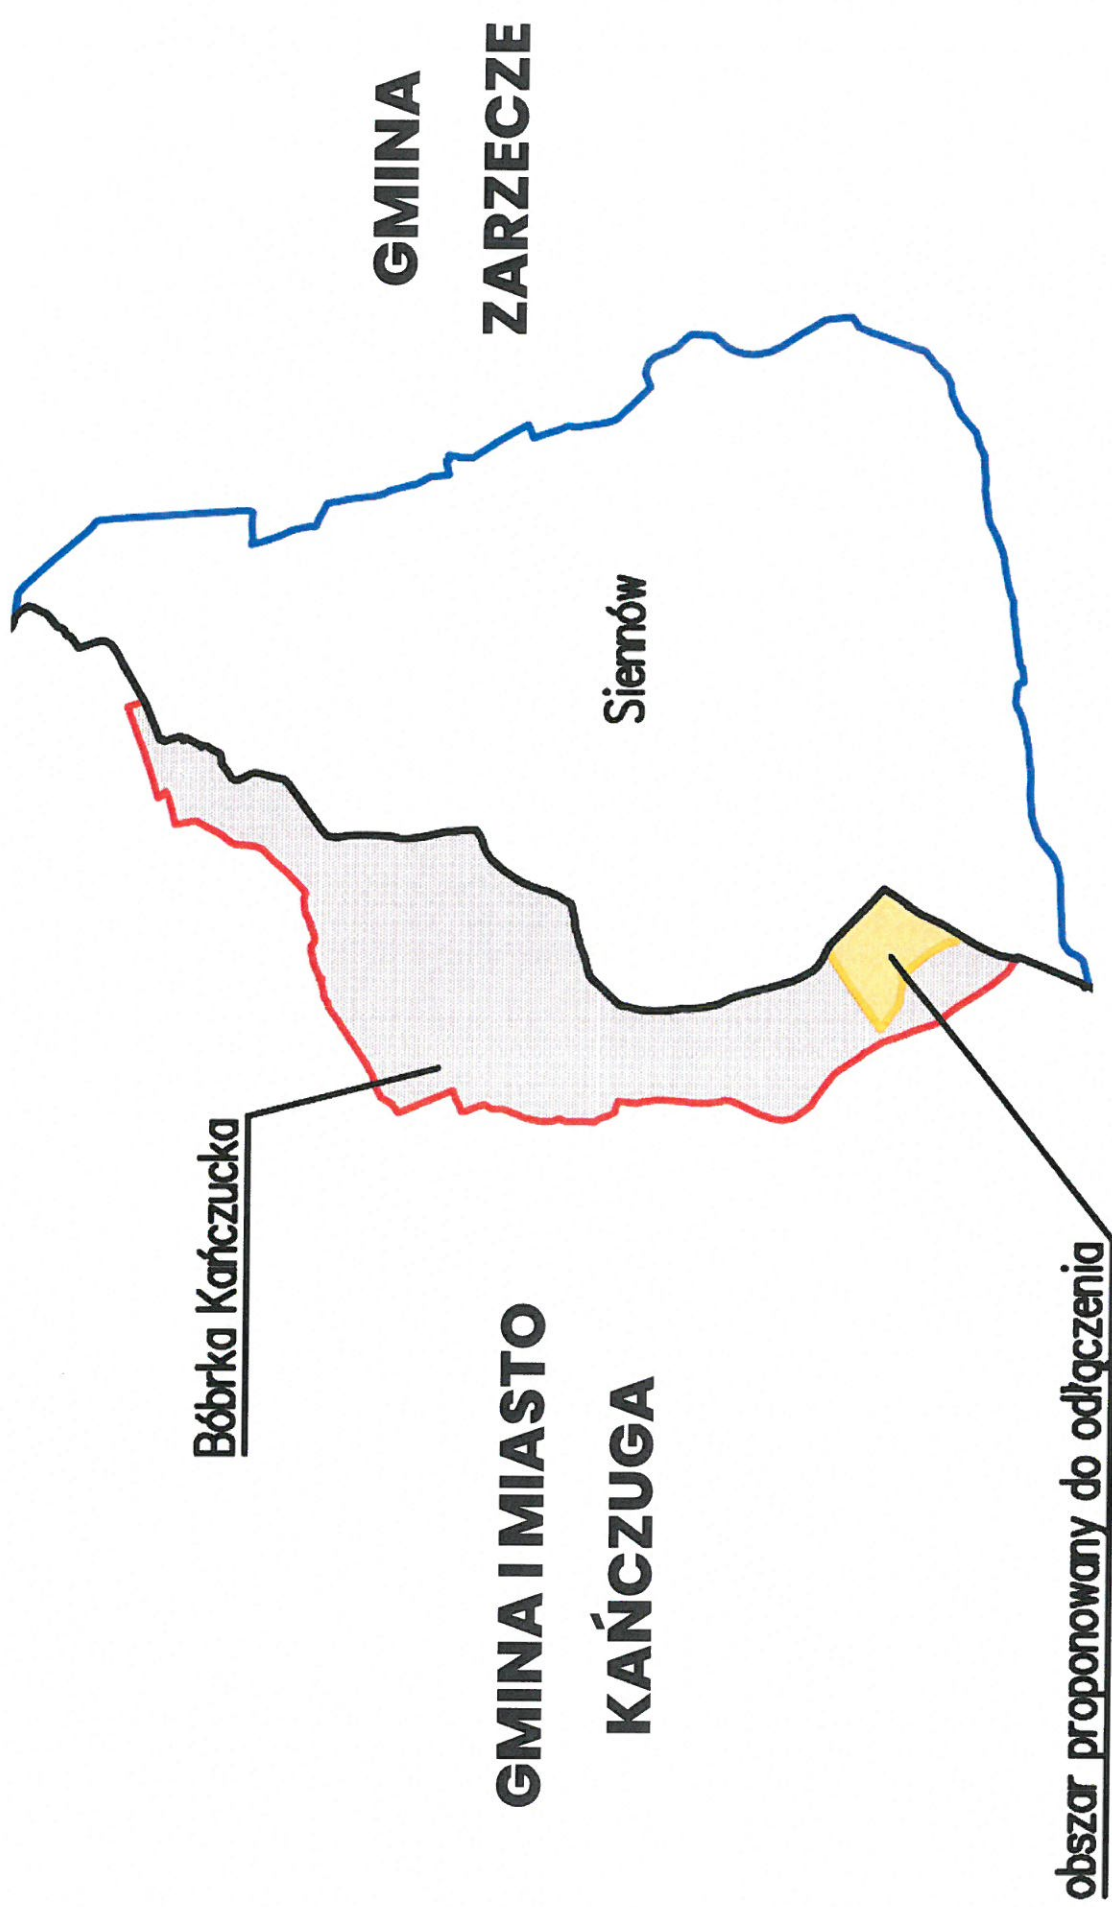 Bóbrka Kańczucka
GMINA I MIASTO
KAŃCZUGA
obszar proponowany do odłączenia
Siennów
GMINA
ZARZECZE